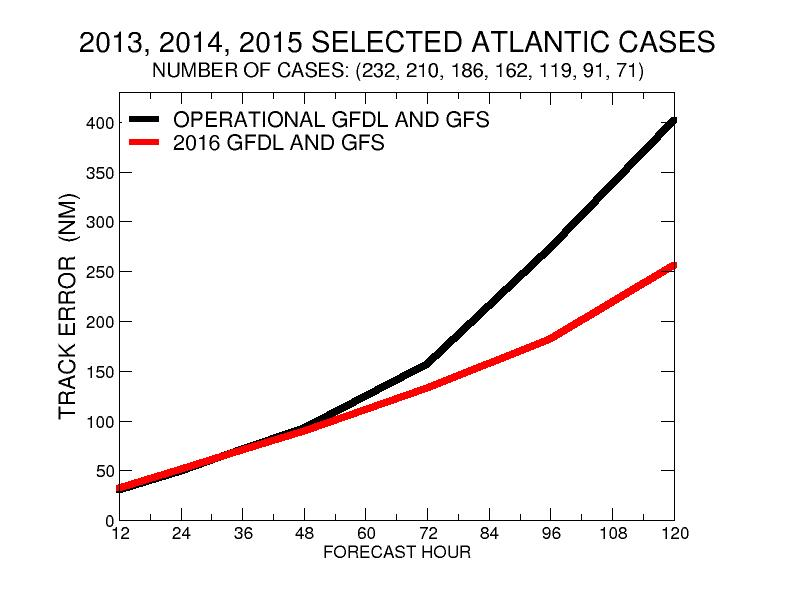 2013, 2014, 2015 SELECTED ATLANTIC CASES
NUMBER OF CASES: (232, 210, 186, 162, 119, 91, 71)
OPERATIONAL GFDL AND GFS
2016 GFDL AND GFS
TRACK ERROR (NM)
400
350
300
250
200
150
100
50
0
12 24 36 48 60 72 84 96 108 120
FORECAST HOUR